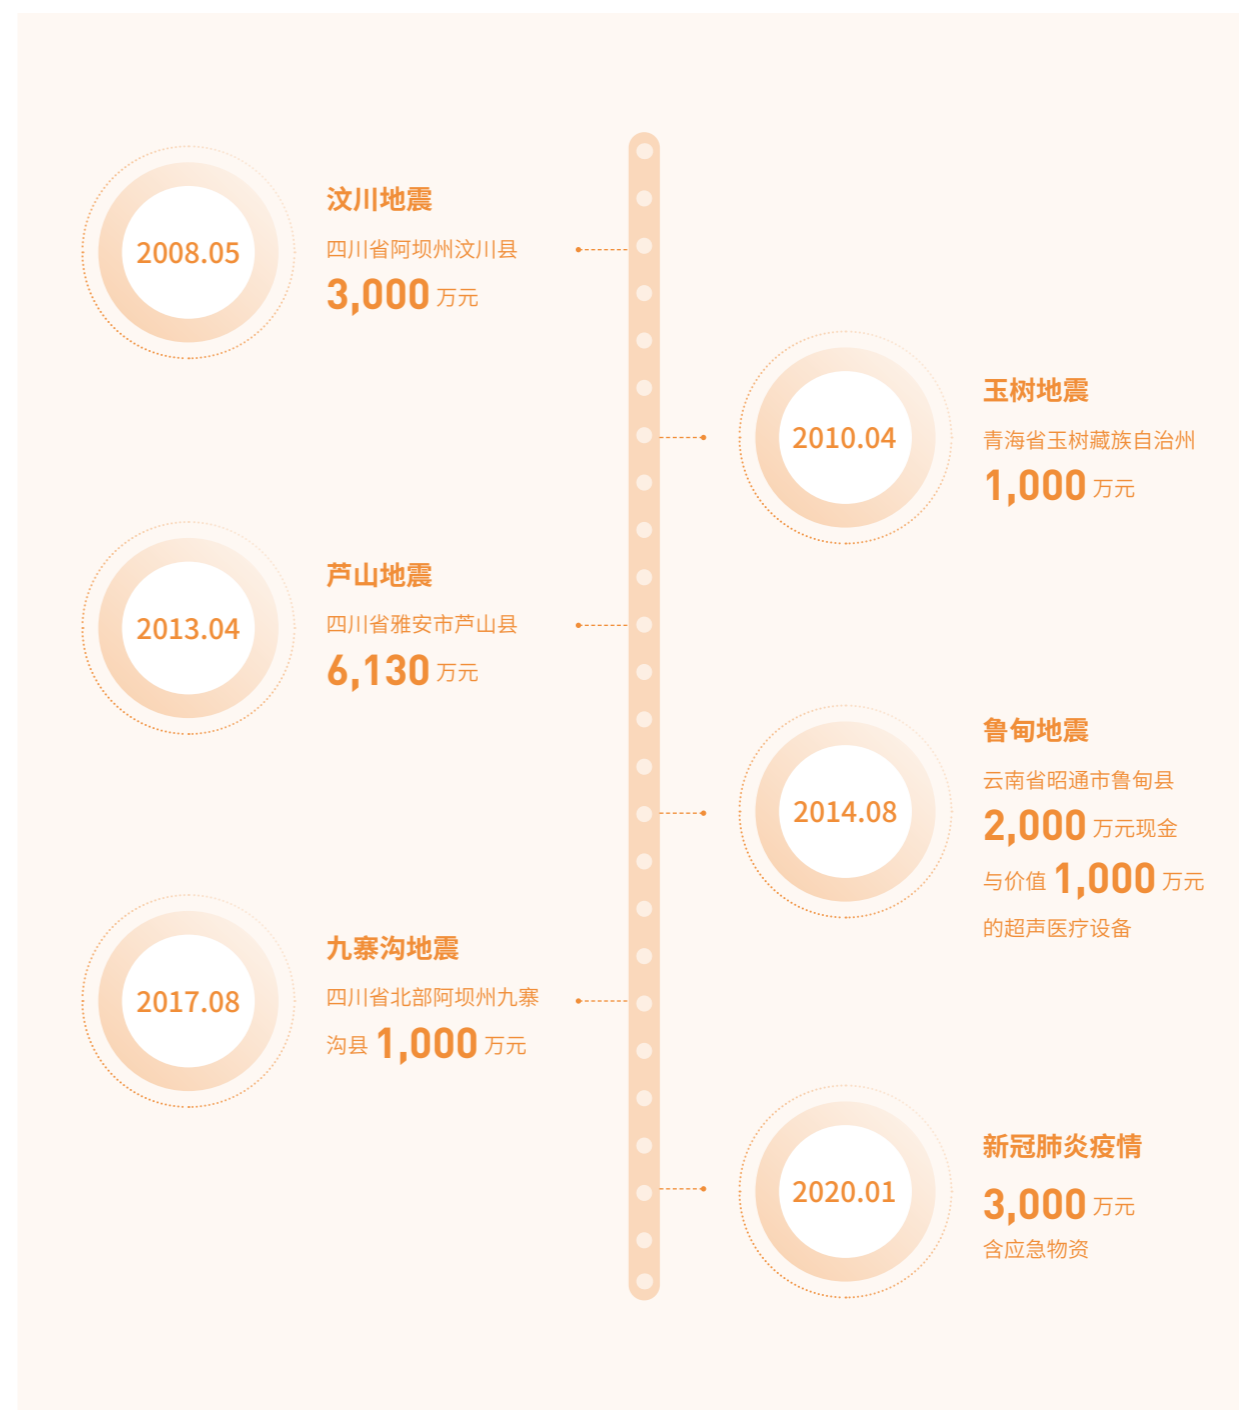 2008.05
汶川地震
四川省阿坝州汶川县
3,000 万元
2010.04
玉树地震
青海省玉树藏族自治州
1,000 万元
2013.04
芦山地震
四川省雅安市芦山县
6,130 万元
2014.08
鲁甸地震
云南省昭通市鲁甸县
2,000 万元现金
与价值 1,000 万元
的超声医疗设备
2017.08
九寨沟地震
四川省北部阿坝州九寨
沟县 1,000 万元
2020.01
新冠肺炎疫情
3,000 万元
含应急物资